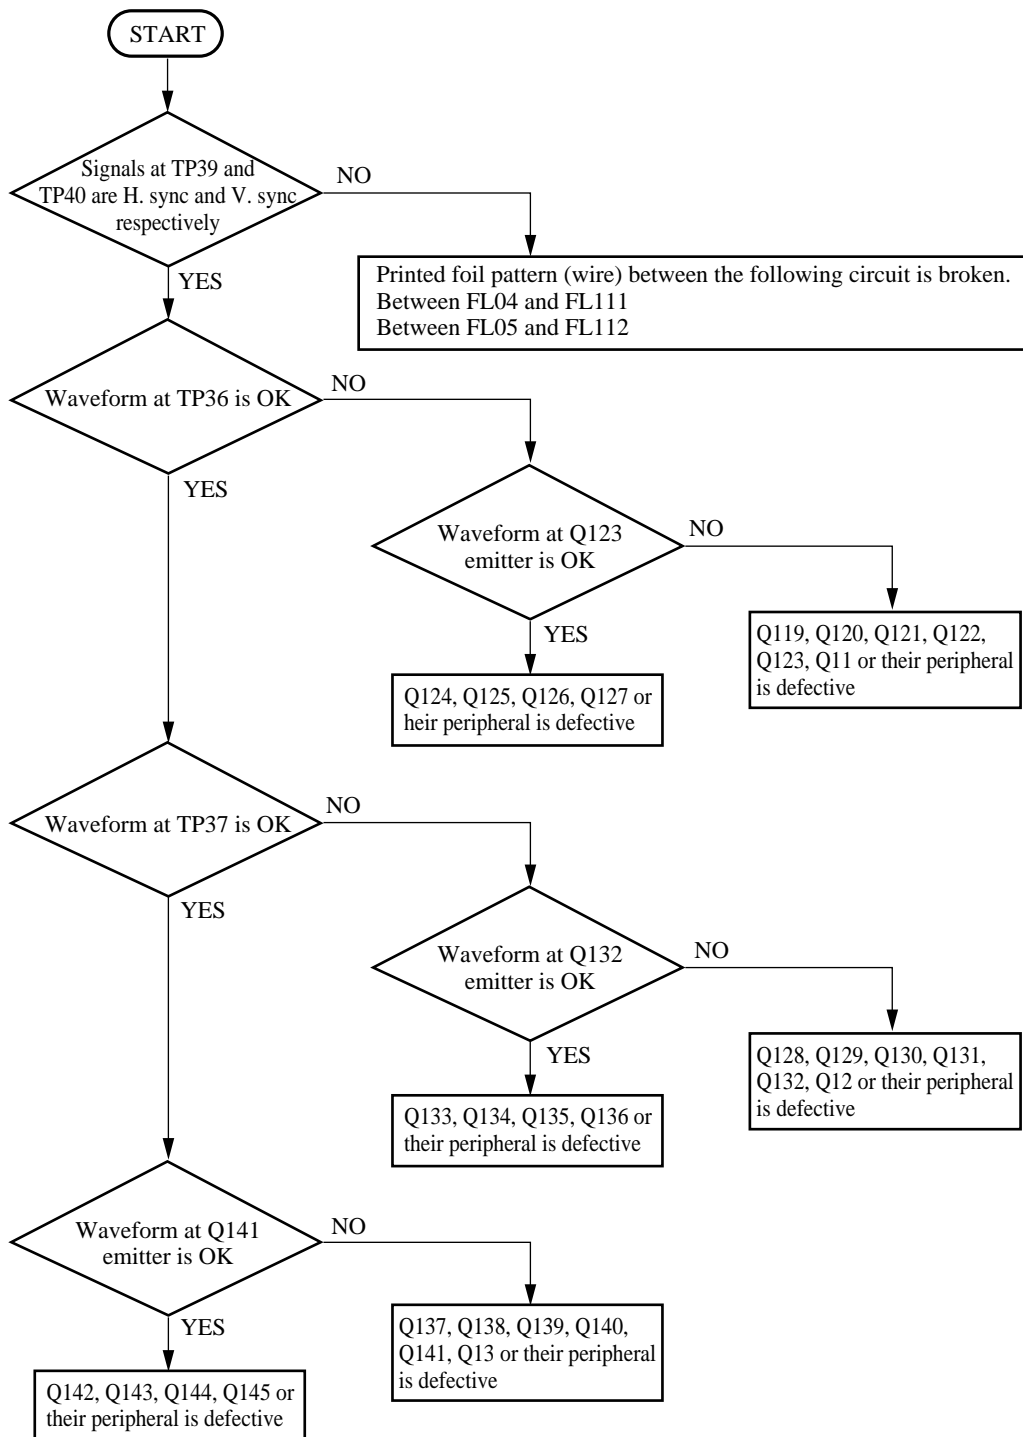 START
Signals at TP39 and
TP40 are H. sync and V. sync
respectively
NO
YES
Printed foil pattern (wire) between the following circuit is broken.
Between FL04 and FL111
Between FL05 and FL112
Waveform at TP36 is OK
NO
YES
Waveform at Q123
emitter is OK
NO
YES
Q119, Q120, Q121, Q122,
Q123, Q11 or their peripheral
is defective
Q124, Q125, Q126, Q127 or
heir peripheral is defective
Waveform at TP37 is OK
NO
YES
Waveform at Q132
emitter is OK
NO
YES
Q128, Q129, Q130, Q131,
Q132, Q12 or their peripheral
is defective
Q133, Q134, Q135, Q136 or
their peripheral is defective
Waveform at Q141
emitter is OK
NO
YES
Q137, Q138, Q139, Q140,
Q141, Q13 or their peripheral
is defective
Q142, Q143, Q144, Q145 or
their peripheral is defective